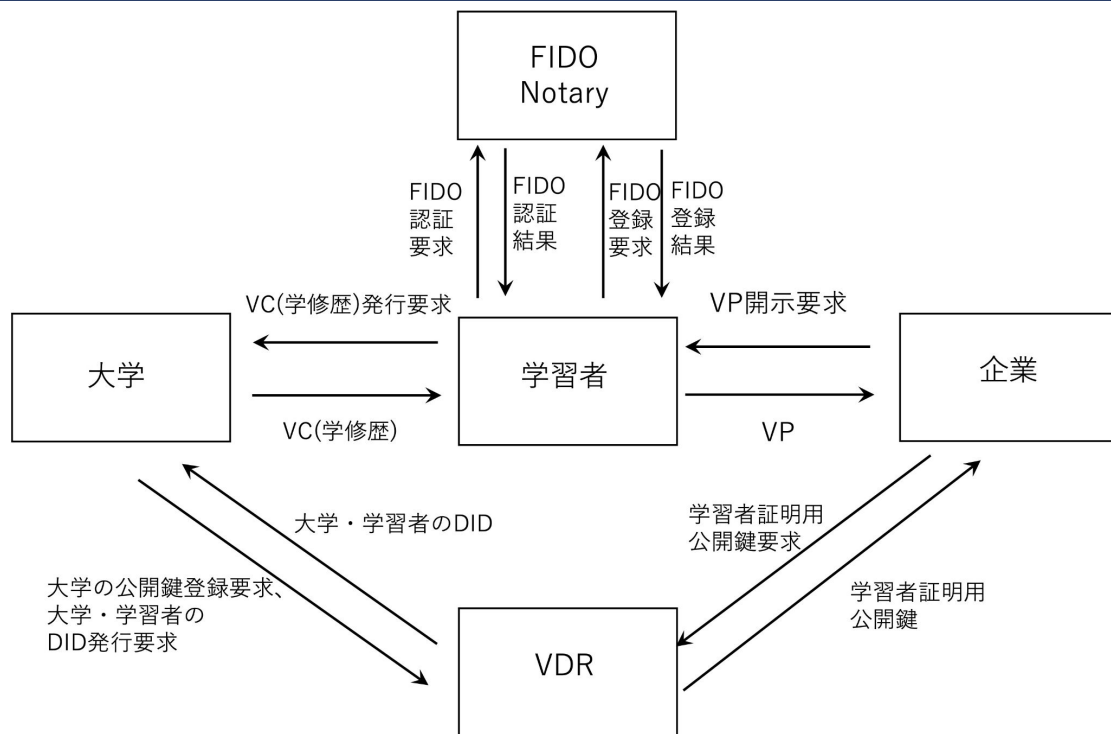 FIDO
Notary
FIDO
認証
要求
FIDO
認証
結果
FIDO
登録
要求
FIDO
登録
結果
VC(学修歴)発行要求
VP開示要求
大学
学習者
企業
VC(学修歴)
VP
大学・学習者のDID
学習者証明用
公開鍵要求
大学の公開鍵登録要求、
大学・学習者の
DID発行要求
学習者証明用
公開鍵
VDR